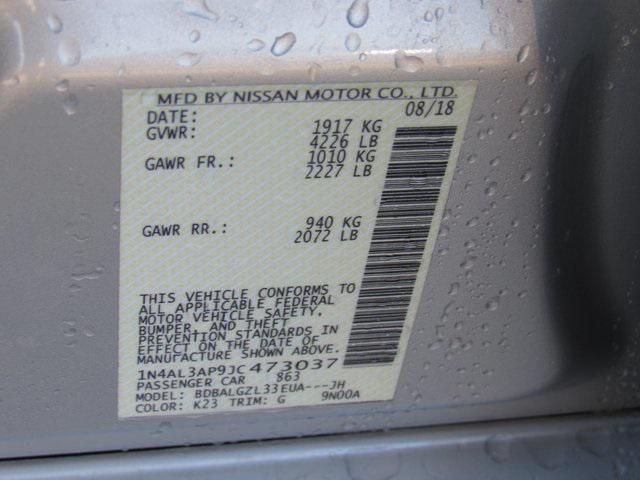 MFD BY NISSAN MOTOR CO., LTD.
DATE: 08/18
GVWR: 1917 KG
4226 LB
GAWR FR.: 1010 KG
2227 LB
GAWR RR.: 940 KG
2072 LB
THIS VEHICLE CONFORMS TO
ALL APPLICABLE FEDERAL
MOTOR VEHICLE SAFETY,
BUMPER, AND THEFT
PREVENTION STANDARDS IN
EFFECT ON THE DATE OF
MANUFACTURE SHOWN ABOVE.
1N4AL3AP9JC473037
PASSENGER CAR 863
MODEL: BDBALGZL33EUA---JH
COLOR: K23 TRIM: G 9N00A